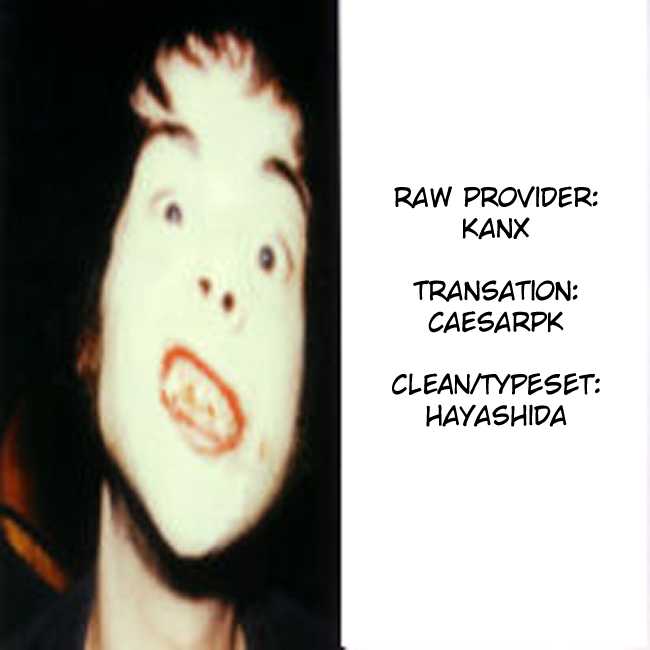 RAW PROVIDER:
KANX
TRANSATION:
CAESARPK
CLEAN/TYPESET:
HAYASHIDA